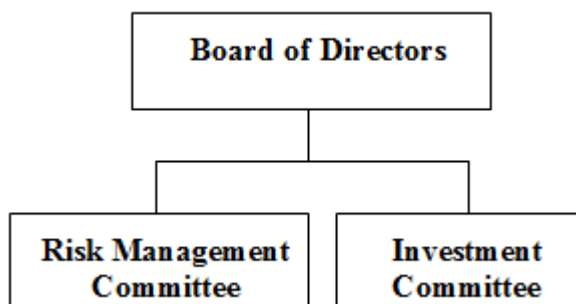 Board of Directors
Risk Management
Committee
Investment
Committee